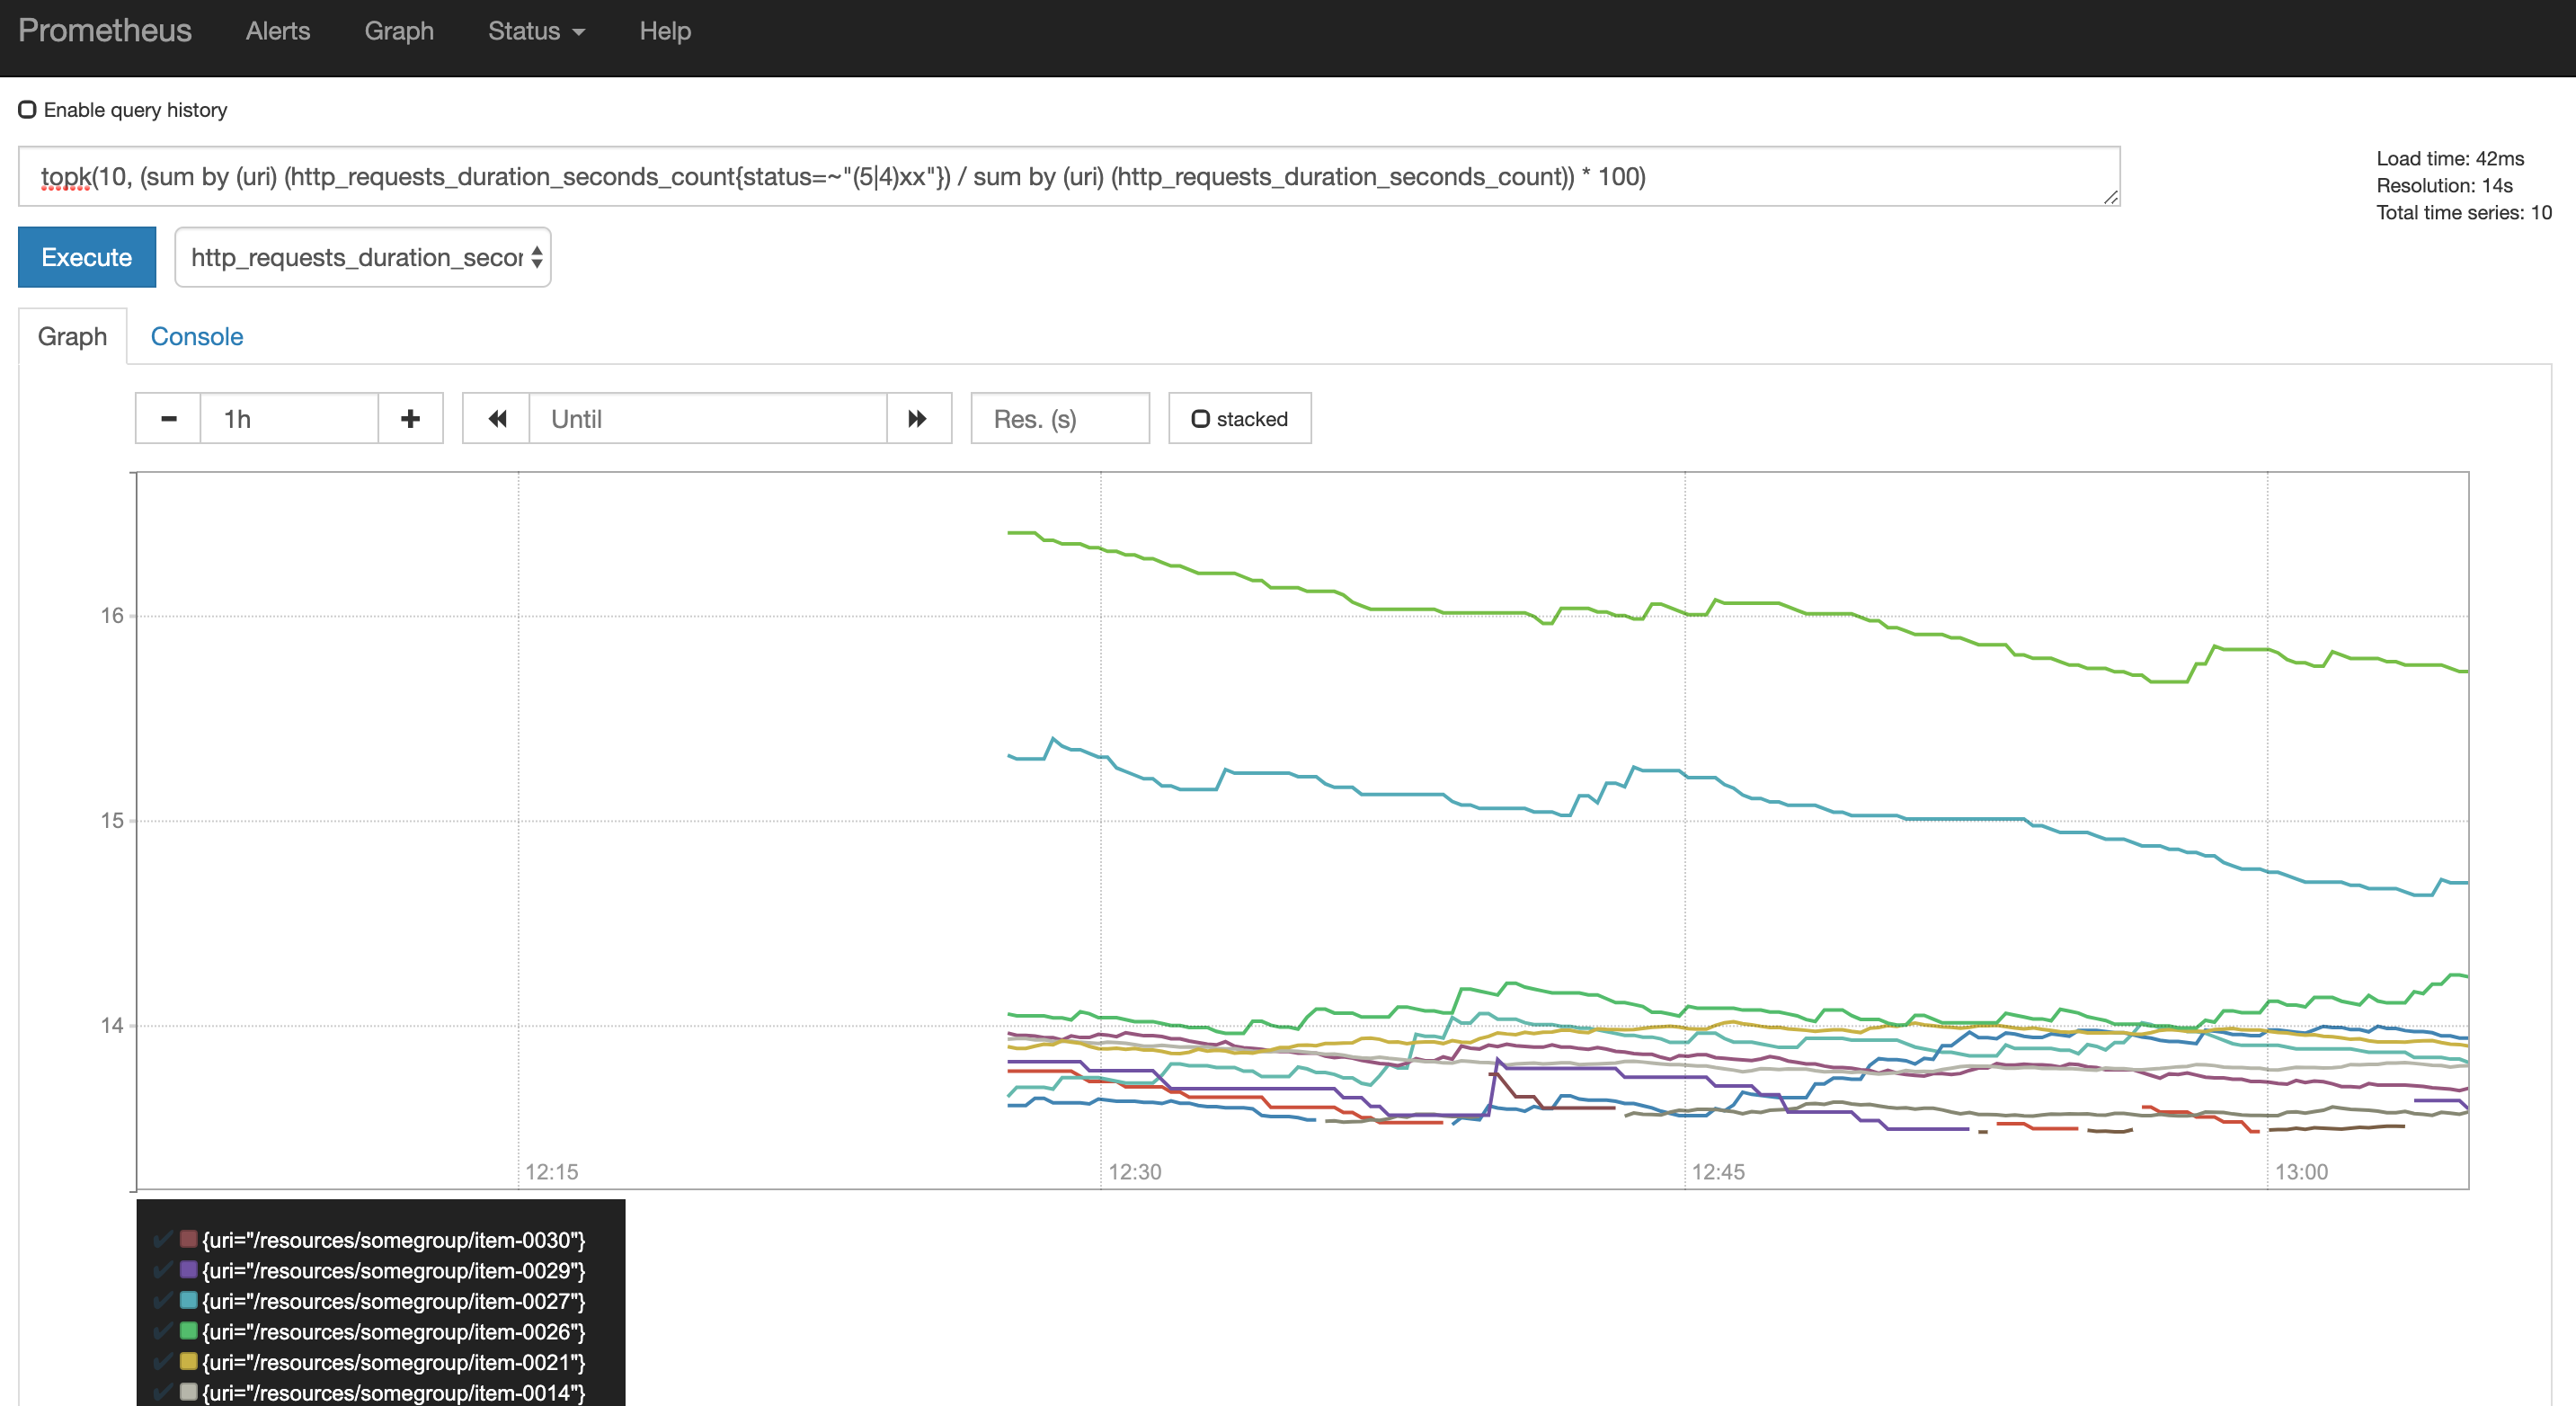 Prometheus Alerts Graph Status Help
Enable query history
topk(10, (sum by (uri) (http_requests_duration_seconds_count{status=~"(5|4)xx"}) / sum by (uri) (http_requests_duration_seconds_count)) * 100)
Load time: 42ms
Resolution: 14s
Total time series: 10
Execute http_requests_duration_secor
Graph Console
1h Until Res. (s) stacked
16
15
14
12:15 12:30 12:45 13:00
{uri="/resources/somegroup/item-0030"}
{uri="/resources/somegroup/item-0029"}
{uri="/resources/somegroup/item-0027"}
{uri="/resources/somegroup/item-0026"}
{uri="/resources/somegroup/item-0021"}
{uri="/resources/somegroup/item-0014"}